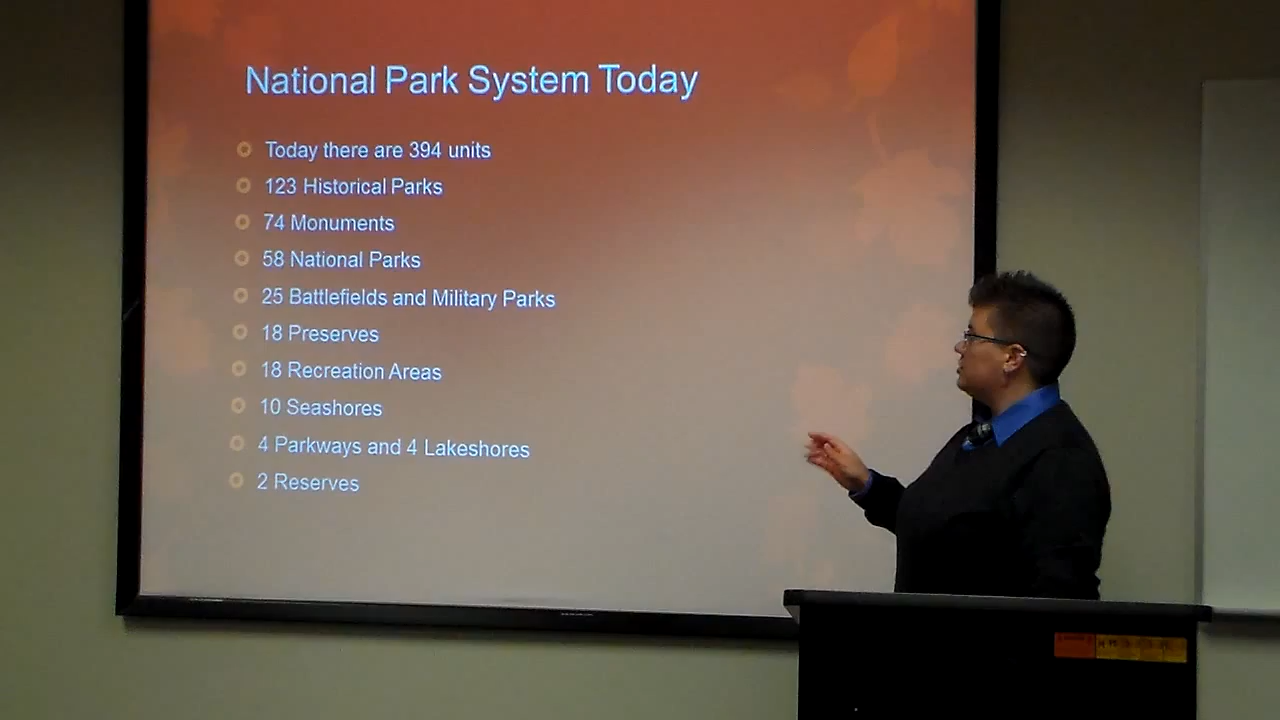 National Park System Today
Today there are 394 units
123 Historical Parks
74 Monuments
58 National Parks
25 Battlefields and Military Parks
18 Preserves
18 Recreation Areas
10 Seashores
4 Parkways and 4 Lakeshores
2 Reserves